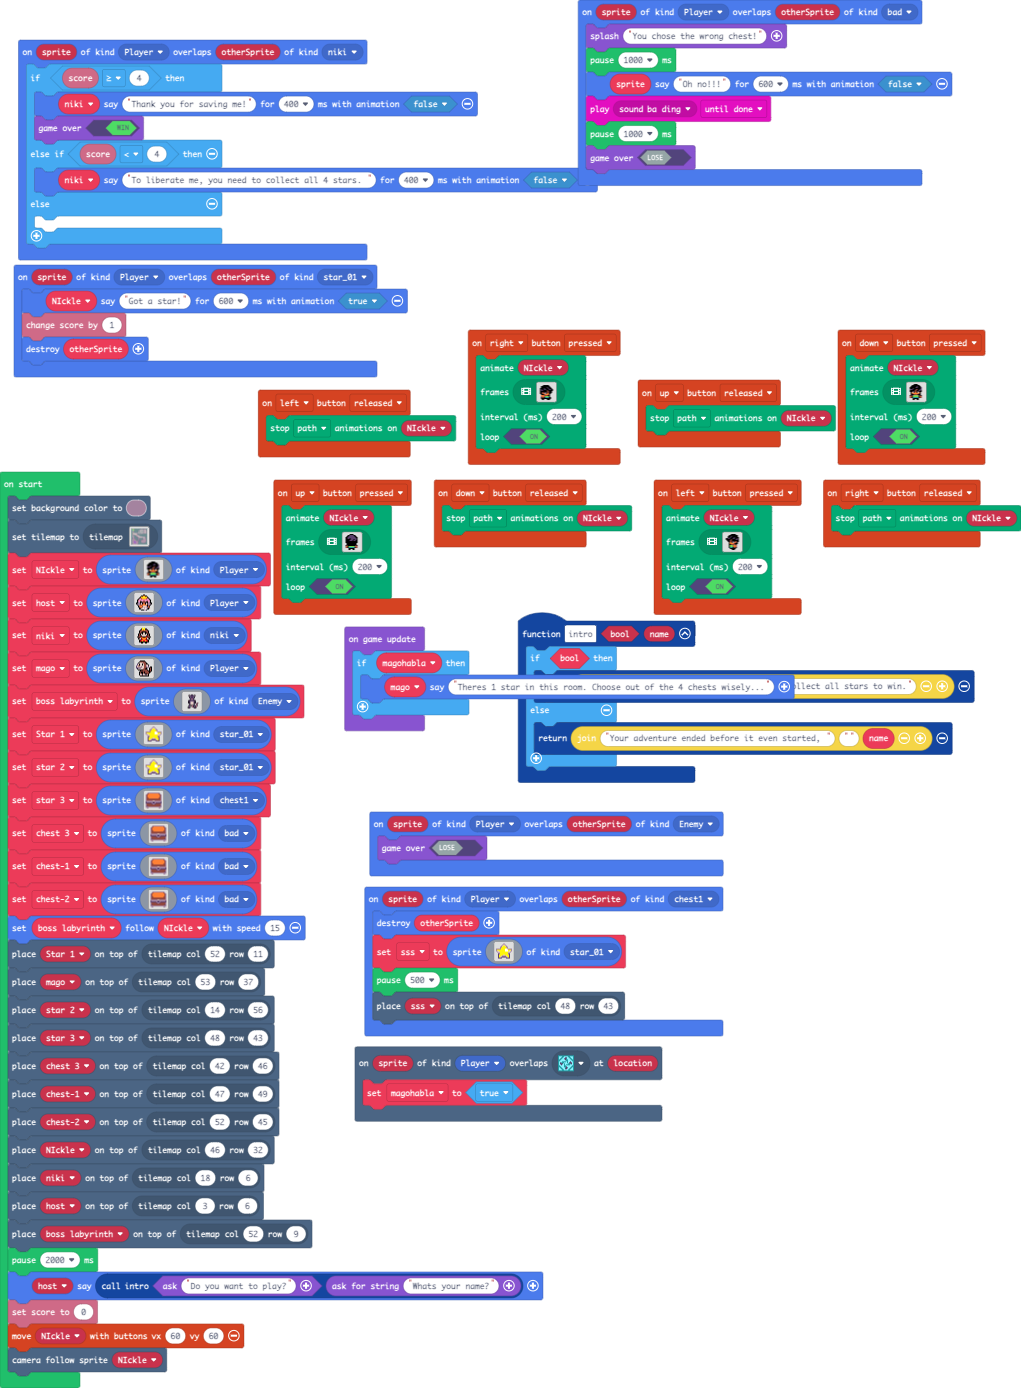 on sprite of kind Player overlaps otherSprite of kind bad
splash "You chose the wrong chest!"
pause 1000 ms
sprite say "Oh no!!!" for 600 ms with animation false
play sound ba ding until done
pause 1000 ms
game over LOSE
on sprite of kind Player overlaps otherSprite of kind niki
if score ≥ 4 then
niki say "Thank you for saving me!" for 400 ms with animation false
game over WIN
else if score < 4 then
niki say "To liberate me, you need to collect all 4 stars. " for 400 ms with animation false
else
on sprite of kind Player overlaps otherSprite of kind star_01
NIckle say "Got a star!" for 600 ms with animation true
change score by 1
destroy otherSprite
on right button pressed
animate NIckle
frames
interval (ms) 200
loop ON
on down button pressed
animate NIckle
frames
interval (ms) 200
loop ON
on left button released
stop path animations on NIckle
on up button released
stop path animations on NIckle
on up button pressed
animate NIckle
frames
interval (ms) 200
loop ON
on down button released
stop path animations on NIckle
on left button pressed
animate NIckle
frames
interval (ms) 200
loop ON
on right button released
stop path animations on NIckle
on start
set background color to
set tilemap to tilemap
set NIckle to sprite of kind Player
set host to sprite of kind Player
set niki to sprite of kind niki
set mago to sprite of kind Player
set boss labyrinth to sprite of kind Enemy
set Star 1 to sprite of kind star_01
set star 2 to sprite of kind star_01
set star 3 to sprite of kind chest1
set chest 3 to sprite of kind bad
set chest-1 to sprite of kind bad
set chest-2 to sprite of kind bad
set boss labyrinth follow NIckle with speed 15
place Star 1 on top of tilemap col 52 row 11
place mago on top of tilemap col 53 row 37
place star 2 on top of tilemap col 14 row 56
place star 3 on top of tilemap col 48 row 43
place chest 3 on top of tilemap col 42 row 46
place chest-1 on top of tilemap col 47 row 49
place chest-2 on top of tilemap col 52 row 45
place NIckle on top of tilemap col 46 row 32
place niki on top of tilemap col 18 row 6
place host on top of tilemap col 3 row 6
place boss labyrinth on top of tilemap col 52 row 9
pause 2000 ms
host say call intro ask "Do you want to play?" ask for string "Whats your name?"
set score to 0
move NIckle with buttons vx 60 vy 60
camera follow sprite NIckle
on game update
if magohabla then
mago say "Theres 1 star in this room. Choose out of the 4 chests wisely..."
function intro bool name
if bool then
llect all stars to win."
else
return join "Your adventure ended before it even started, " "" name
on sprite of kind Player overlaps otherSprite of kind Enemy
game over LOSE
on sprite of kind Player overlaps otherSprite of kind chest1
destroy otherSprite
set sss to sprite of kind star_01
pause 500 ms
place sss on top of tilemap col 48 row 43
on sprite of kind Player overlaps at location
set magohabla to true